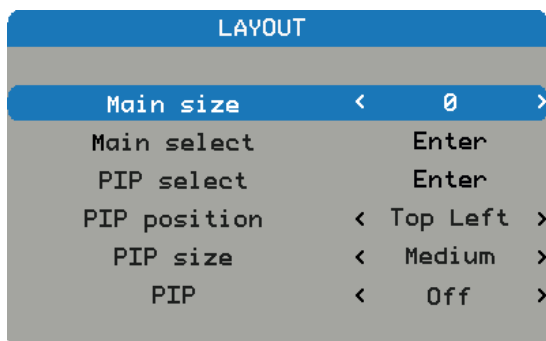 LAYOUT
Main size < 0 >
Main select Enter
PIP select Enter
PIP position < Top Left >
PIP size < Medium >
PIP < Off >